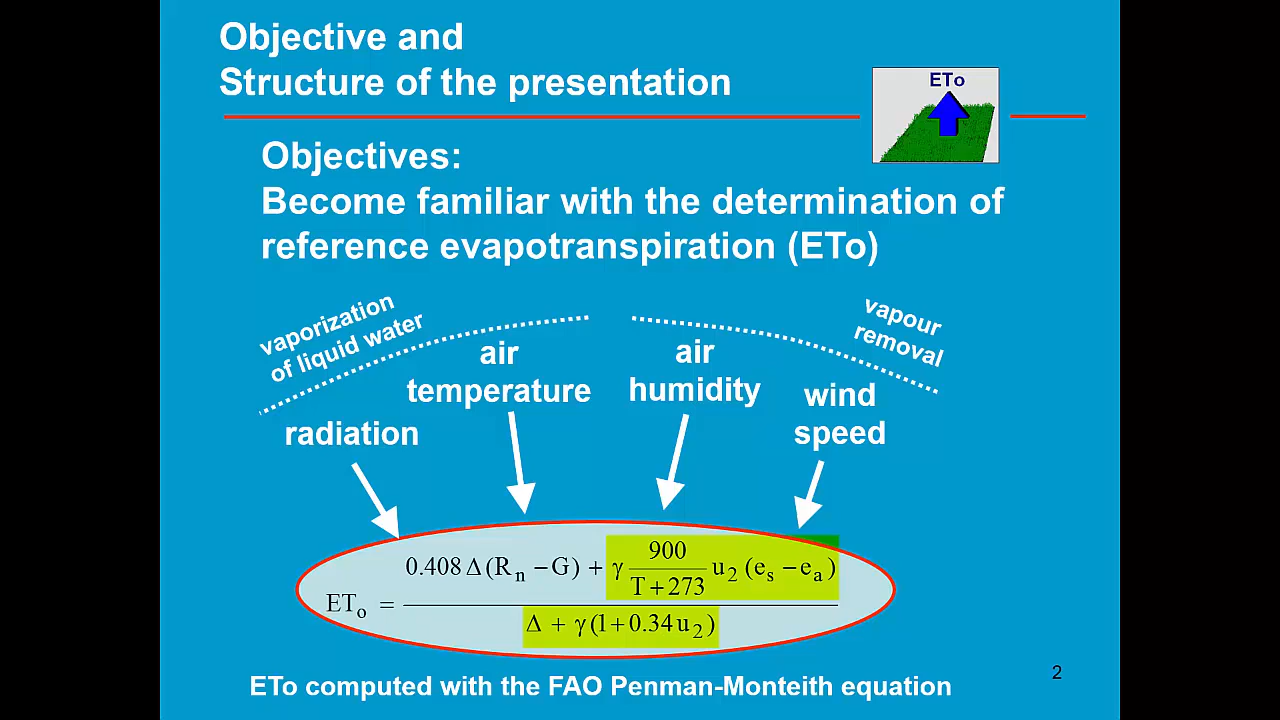 Objective and
Structure of the presentation
ETo
Objectives:
Become familiar with the determination of
reference evapotranspiration (ETo)
vaporization
of liquid water
vapour
removal
radiation
air
temperature
air
humidity
wind
speed
ETₒ = (0.408 Δ (Rₙ − G) + γ (900 / (T + 273)) u₂ (eₛ − eₐ)) / (Δ + γ (1 + 0.34 u₂))
ETo computed with the FAO Penman-Monteith equation
2